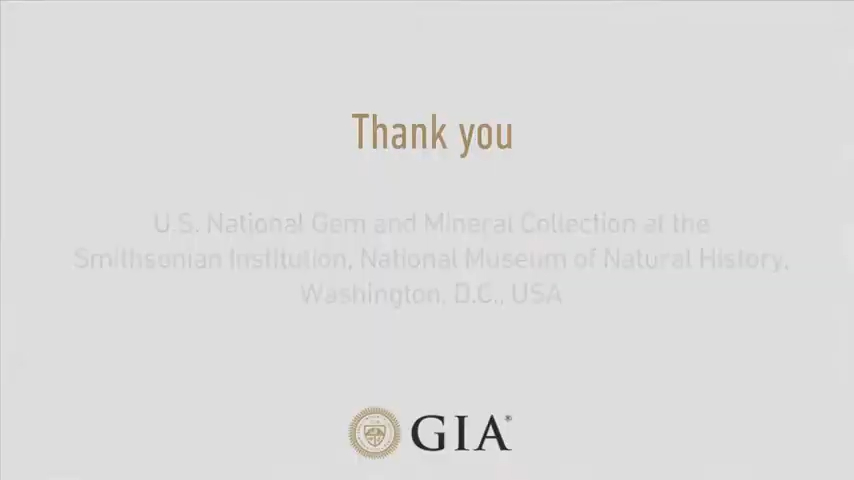 Thank you
U.S. National Gem and Mineral Collection at the
Smithsonian Institution, National Museum of Natural History,
Washington, D.C., USA
GIA®